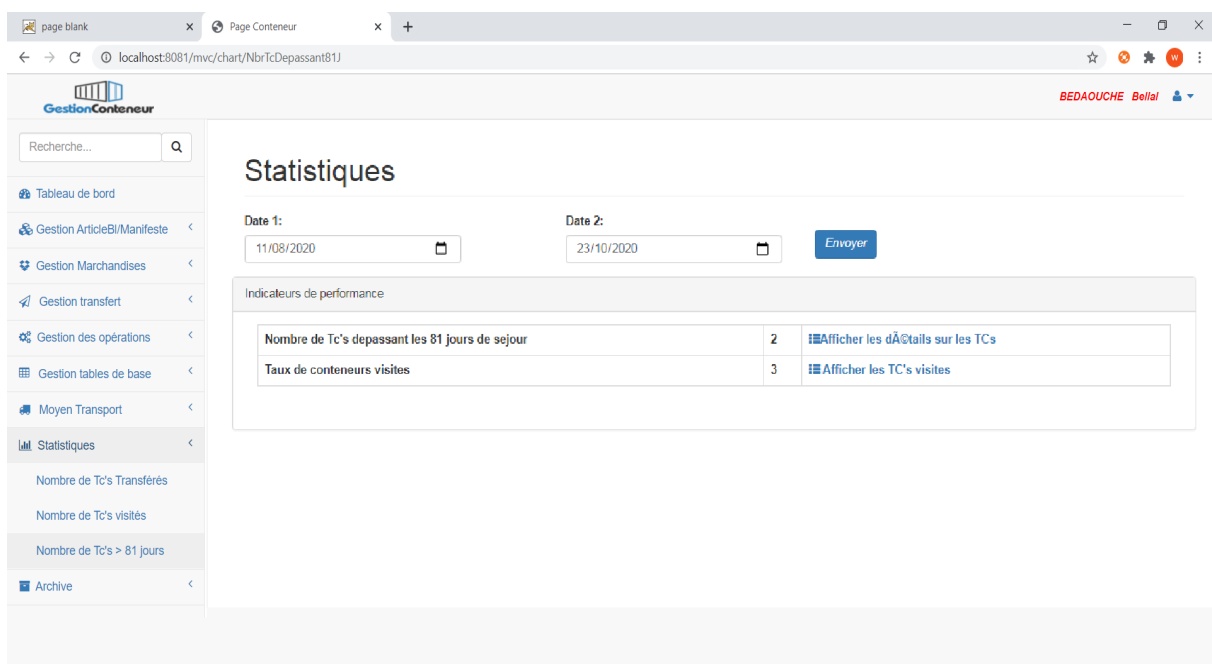 page blank
Page Conteneur
localhost:8081/mvc/chart/NbrTcDepassant81J
W
GestionConteneur
BEDAOUCHE Bellal
Recherche...
Statistiques
Tableau de bord
Gestion ArticleBl/Manifeste
Gestion Marchandises
Gestion transfert
Gestion des opérations
Gestion tables de base
Moyen Transport
Statistiques
Nombre de Tc's Transférés
Nombre de Tc's visités
Nombre de Tc's > 81 jours
Archive
Date 1:
Date 2:
11/08/2020
23/10/2020
Envoyer
Indicateurs de performance
Nombre de Tc's depassant les 81 jours de sejour 2 Afficher les dÃ©tails sur les TCs
Taux de conteneurs visites 3 Afficher les TC's visites